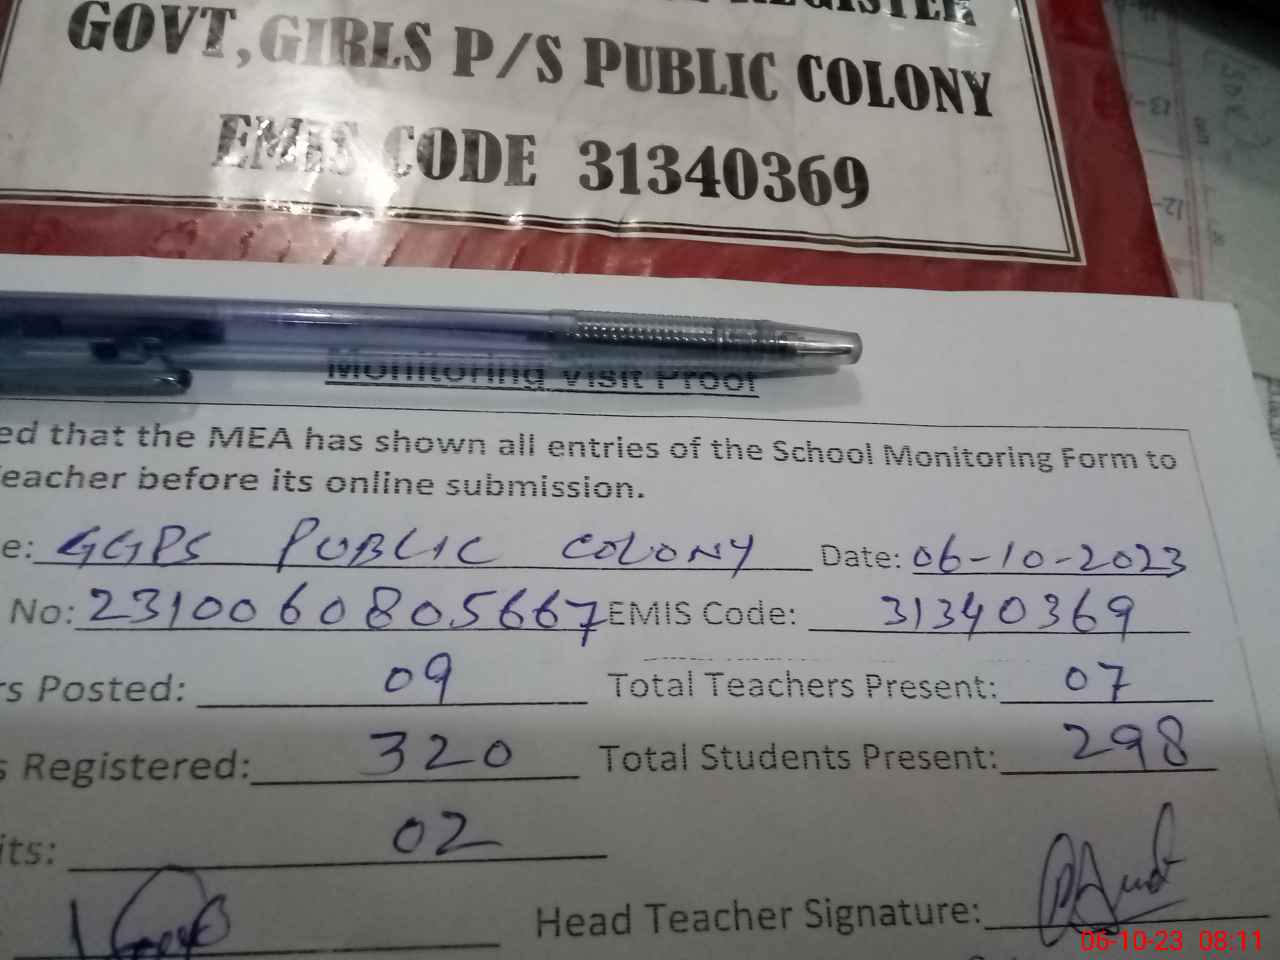 REGISTER
GOVT,GIRLS P/S PUBLIC COLONY
EMIS CODE 31340369
Monitoring Visit Proof
ed that the MEA has shown all entries of the School Monitoring Form to
eacher before its online submission.
e: GGPS PUBLIC COLONY Date: 06-10-2023
No: 2310060805667 EMIS Code: 31340369
rs Posted: 09 Total Teachers Present: 07
s Registered: 320 Total Students Present: 298
its: 02
Head Teacher Signature:
06-10-23 08:11